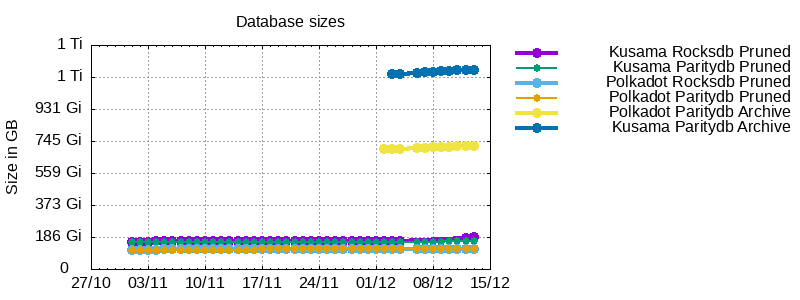 Database sizes
1 Ti
1 Ti
931 Gi
745 Gi
559 Gi
373 Gi
186 Gi
0
Size in GB
27/10 03/11 10/11 17/11 24/11 01/12 08/12 15/12
Kusama Rocksdb Pruned
Kusama Paritydb Pruned
Polkadot Rocksdb Pruned
Polkadot Paritydb Pruned
Polkadot Paritydb Archive
Kusama Paritydb Archive